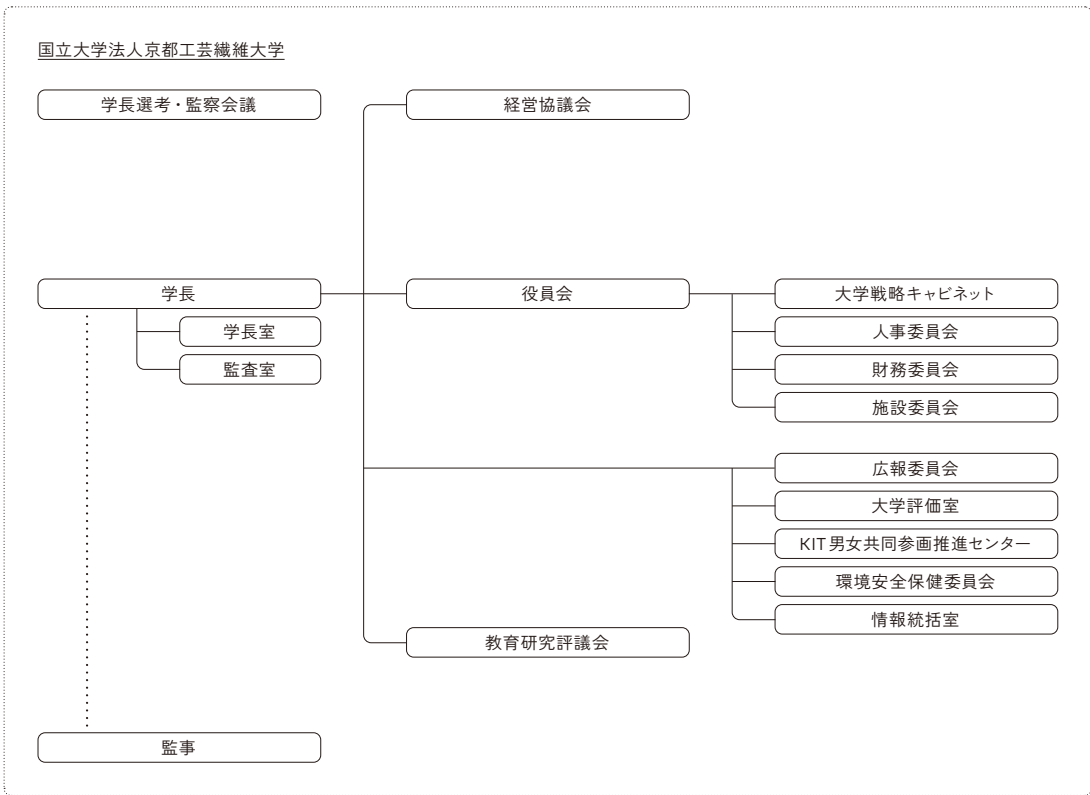 国立大学法人京都工芸繊維大学
学長選考・監察会議
経営協議会
学長
役員会
大学戦略キャビネット
学長室
人事委員会
監査室
財務委員会
施設委員会
広報委員会
大学評価室
KIT男女共同参画推進センター
環境安全保健委員会
情報統括室
教育研究評議会
監事